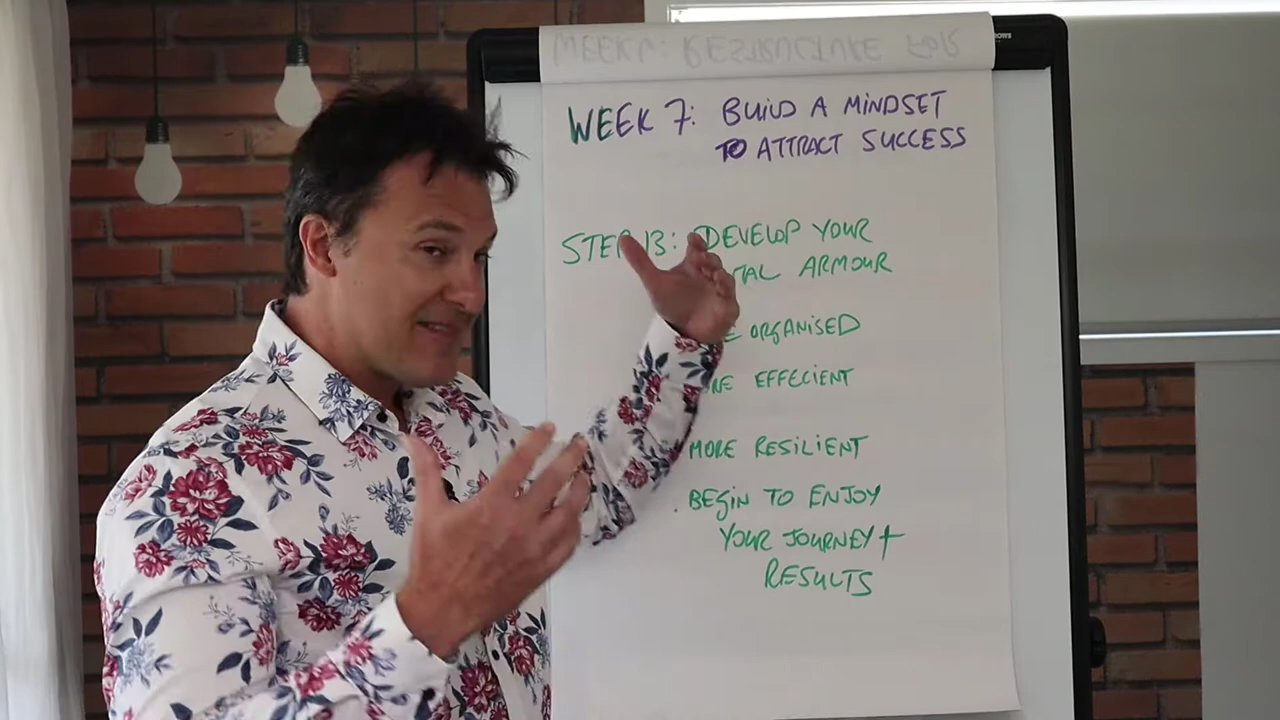 WEEK 7: BUILD A MINDSET
TO ATTRACT SUCCESS
STEP 13: DEVELOP YOUR
ARMOUR
ORGANISED
EFFECIENT
MORE RESILIENT
. BEGIN TO ENJOY
YOUR JOURNEY +
RESULTS